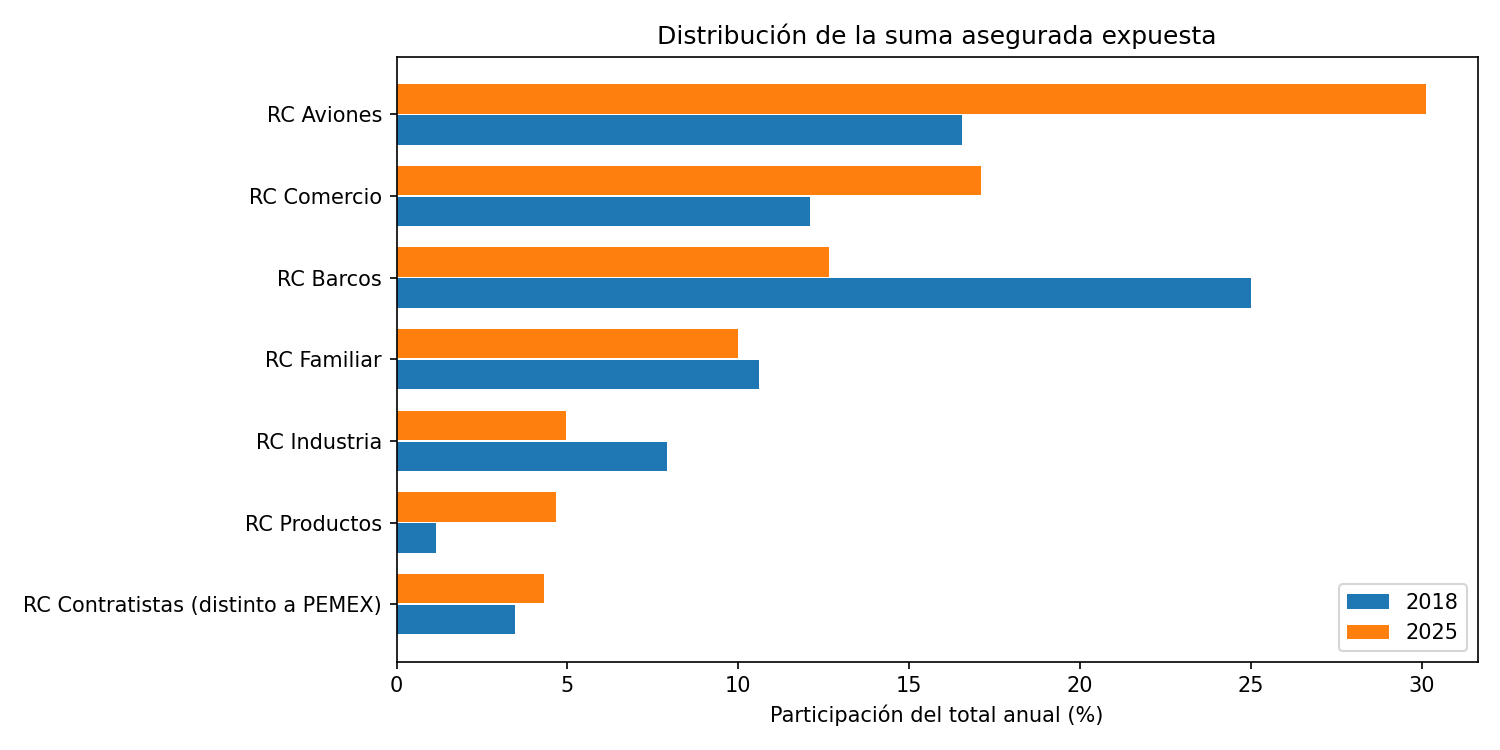 Distribución de la suma asegurada expuesta
RC Aviones
RC Comercio
RC Barcos
RC Familiar
RC Industria
RC Productos
RC Contratistas (distinto a PEMEX)
2018
2025
0 5 10 15 20 25 30
Participación del total anual (%)